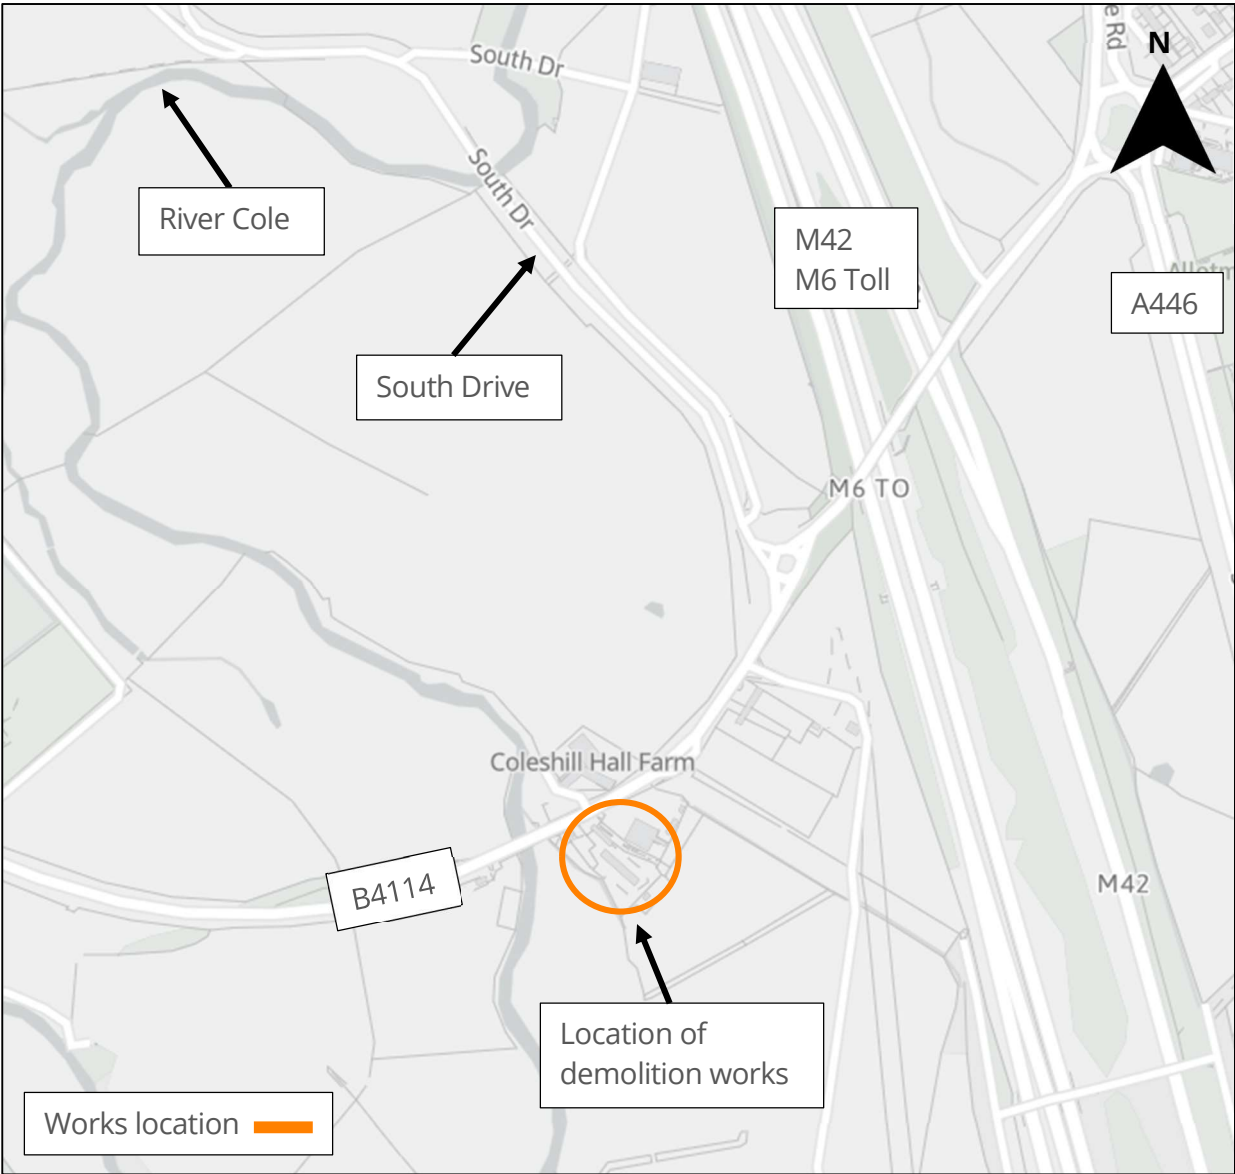 South Dr
e Rd
N
South Dr
River Cole
M42
M6 Toll
A446
South Drive
M6 TO
Coleshill Hall Farm
B4114
M42
Location of
demolition works
Works location